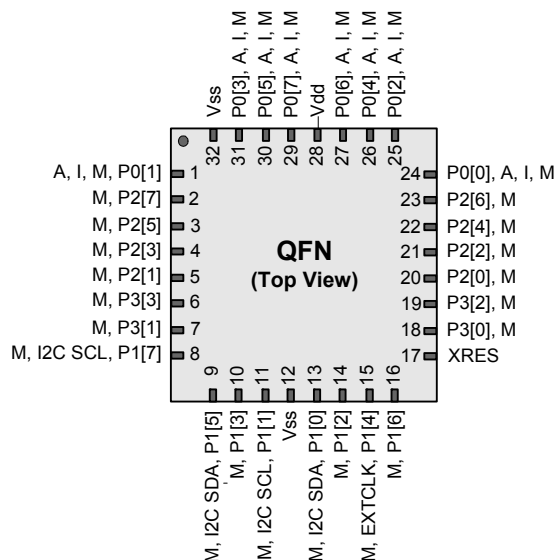 Vss
P0[3], A, I, M
P0[5], A, I, M
P0[7], A, I, M
Vdd
P0[6], A, I, M
P0[4], A, I, M
P0[2], A, I, M
32
31
30
29
28
27
26
25
A, I, M, P0[1]
1
M, P2[7]
2
M, P2[5]
3
M, P2[3]
4
M, P2[1]
5
M, P3[3]
6
M, P3[1]
7
M, I2C SCL, P1[7]
8
QFN
(Top View)
24
P0[0], A, I, M
23
P2[6], M
22
P2[4], M
21
P2[2], M
20
P2[0], M
19
P3[2], M
18
P3[0], M
17
XRES
9
10
11
12
13
14
15
16
M, I2C SDA, P1[5]
M, P1[3]
M, I2C SCL, P1[1]
Vss
M, I2C SDA, P1[0]
M, P1[2]
M, EXTCLK, P1[4]
M, P1[6]